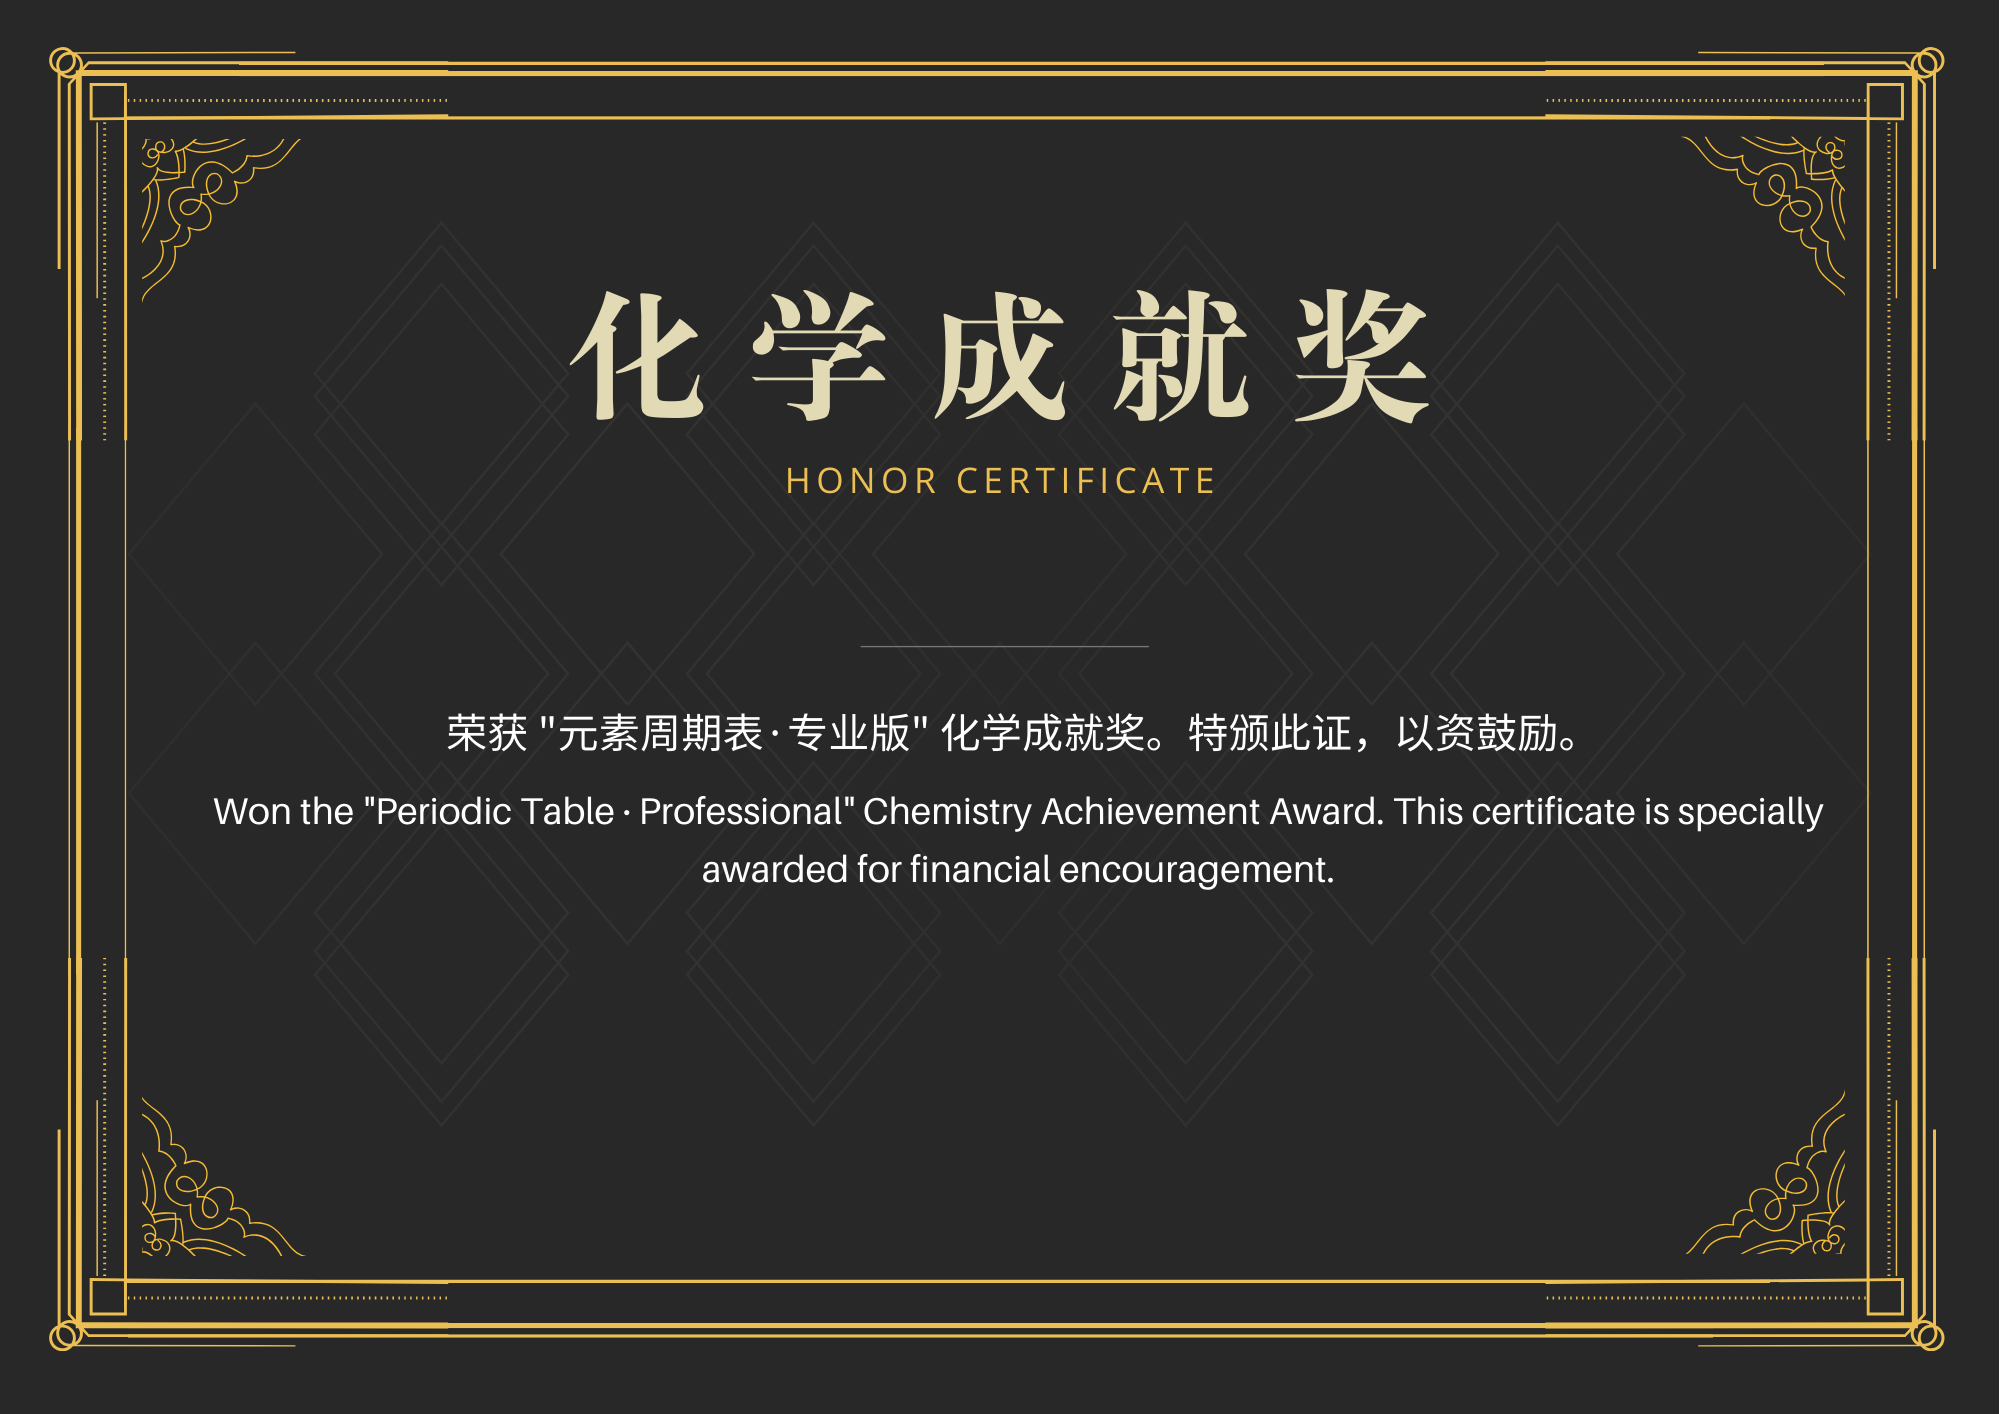 化学成就奖
HONOR CERTIFICATE
荣获 "元素周期表·专业版" 化学成就奖。特颁此证，以资鼓励。
Won the "Periodic Table · Professional" Chemistry Achievement Award. This certificate is specially
awarded for financial encouragement.